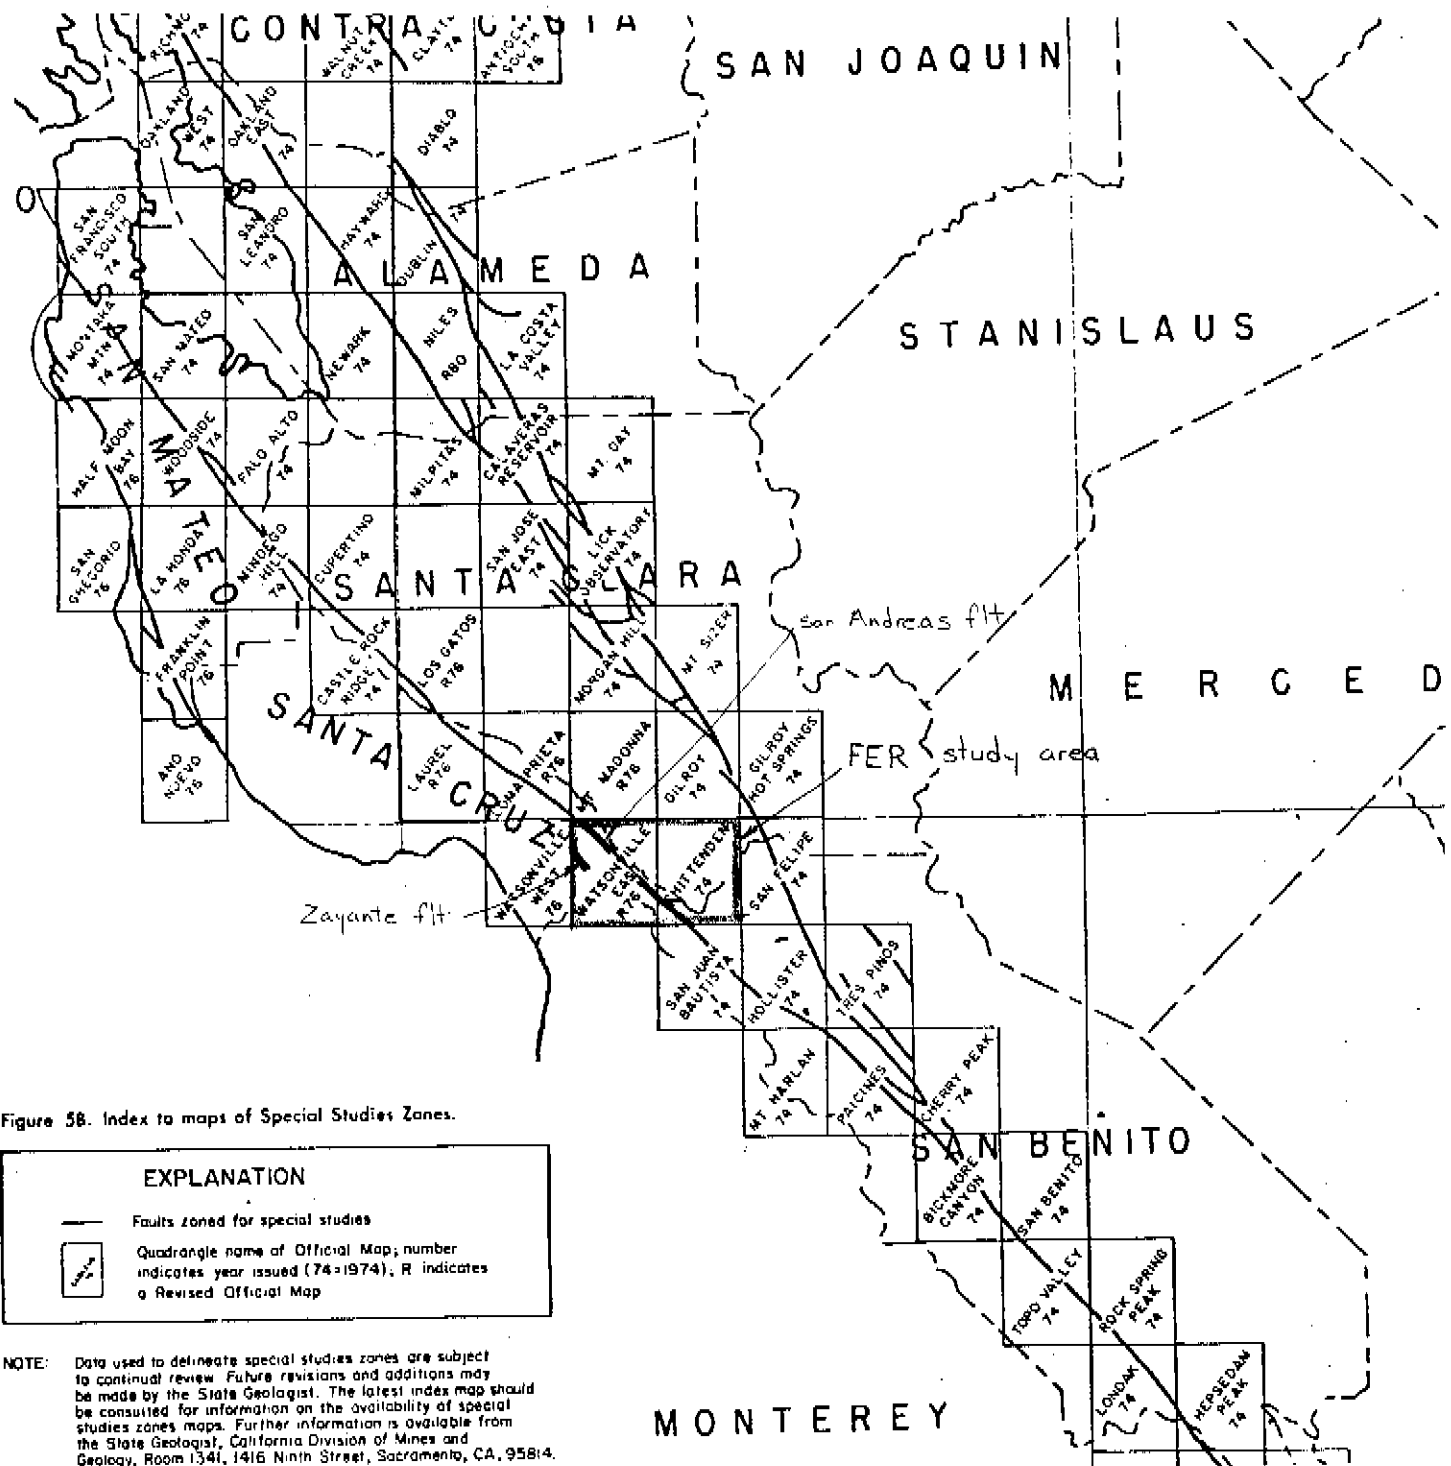 CONTRA COSTA
RICHMO
74
WALNUT
CREEK
74
CLAYTO
74
ANTIOCH
SOUTH
76
SAN JOAQUIN
OAKLAND
WEST
74
OAKLAND
EAST
74
DIABLO
74
SAN
FRANCISCO
SOUTH
74
SAN
LEANDRO
74
HAYWARD
74
DUBLIN
74
ALAMEDA
STANISLAUS
SAN MATEO
MONTARA
MTN
74
SAN MATEO
74
NEWARK
74
NILES
R80
LA COSTA
VALLEY
74
HALF MOON
BAY
76
WOODSIDE
74
PALO ALTO
74
MILPITAS
74
CALAVERAS
RESERVOIR
74
MT. DAY
74
SAN
GREGORIO
76
LA HONDA
76
MINDEGO
HILL
74
CUPERTINO
74
SAN JOSE
EAST
74
LICK
OBSERVATORY
74
SANTA CLARA
San Andreas flt
FRANKLIN
POINT
76
CASTLE ROCK
RIDGE
74
LOS GATOS
R76
MORGAN HILL
74
MT SIZER
74
MERCED
SANTA CRUZ
ANO
NUEVO
76
LAUREL
R76
LOMA PRIETA
R76
MT MADONNA
R76
GILROY
74
GILROY
HOT SPRINGS
74
FER study area
WATSONVILLE
WEST
76
WATSONVILLE
EAST
R76
CHITTENDEN
74
SAN FELIPE
74
Zayante flt
SAN JUAN
BAUTISTA
74
HOLLISTER
74
TRES PINOS
74
MT HARLAN
74
PAICINES
74
CHERRY PEAK
74
SAN BENITO
BICKMORE
CANYON
74
SAN BENITO
74
TOPO VALLEY
74
ROCK SPRING
PEAK
74
LONOAK
74
HEPSEDAM
PEAK
74
MONTEREY
Figure 5B. Index to maps of Special Studies Zones.
EXPLANATION
Faults zoned for special studies
Quadrangle name of Official Map; number
indicates year issued (74=1974); R indicates
a Revised Official Map
NOTE: Data used to delineate special studies zones are subject
to continual review. Future revisions and additions may
be made by the State Geologist. The latest index map should
be consulted for information on the availability of special
studies zones maps. Further information is available from
the State Geologist, California Division of Mines and
Geology, Room 1341, 1416 Ninth Street, Sacramento, CA, 95814.